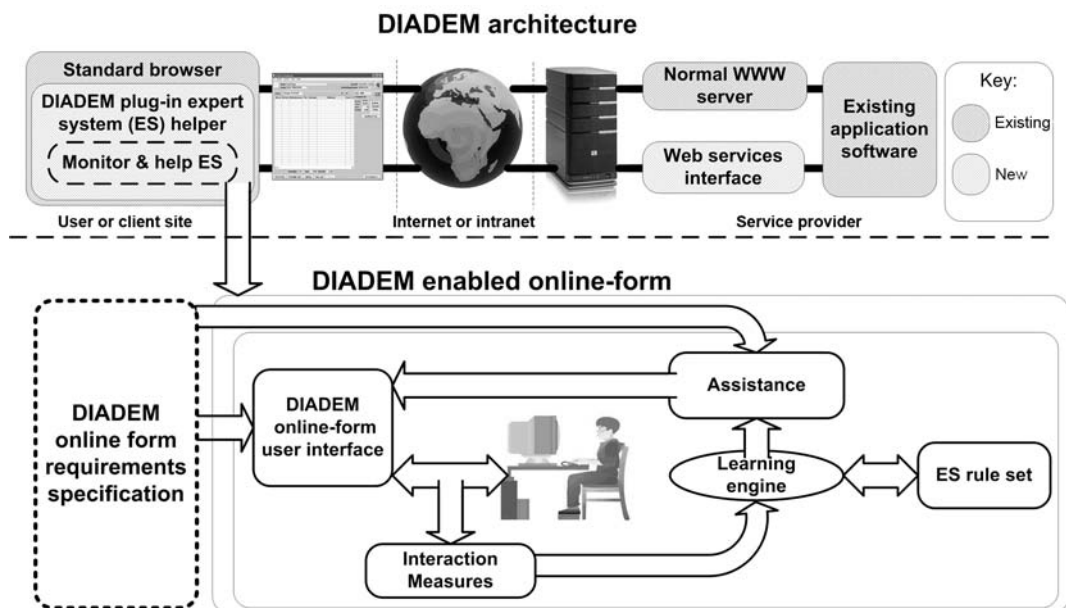 DIADEM architecture
Standard browser
DIADEM plug-in expert
system (ES) helper
Monitor & help ES
User or client site
Internet or intranet
Normal WWW
server
Web services
interface
Existing
application
software
Service provider
Key:
Existing
New
DIADEM enabled online-form
DIADEM
online form
requirements
specification
DIADEM
online-form
user interface
Assistance
Learning
engine
ES rule set
Interaction
Measures